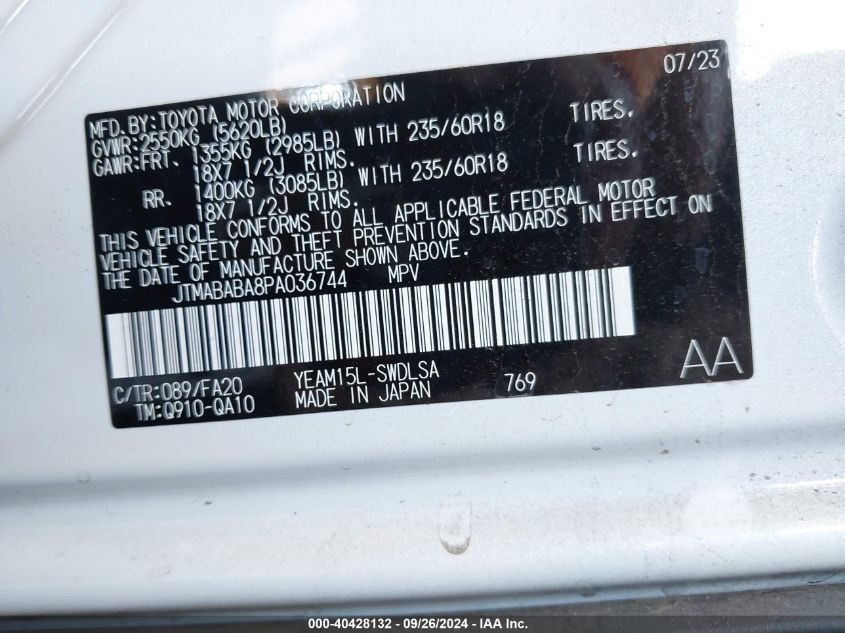 07/23
MFD.BY:TOYOTA MOTOR CORPORATION
GVWR:2550KG (5620LB)
GAWR:FRT. 1355KG (2985LB) WITH 235/60R18 TIRES.
18X7 1/2J RIMS.
RR. 1400KG (3085LB) WITH 235/60R18 TIRES.
18X7 1/2J RIMS.
THIS VEHICLE CONFORMS TO ALL APPLICABLE FEDERAL MOTOR
VEHICLE SAFETY AND THEFT PREVENTION STANDARDS IN EFFECT ON
THE DATE OF MANUFACTURE SHOWN ABOVE.
JTMABABA8PA036744 MPV
C/TR:089/FA20 YEAM15L-SWDLSA 769 AA
TM:Q910-QA10 MADE IN JAPAN
000-40428132 - 09/26/2024 - © IAA Holdings, LLC.